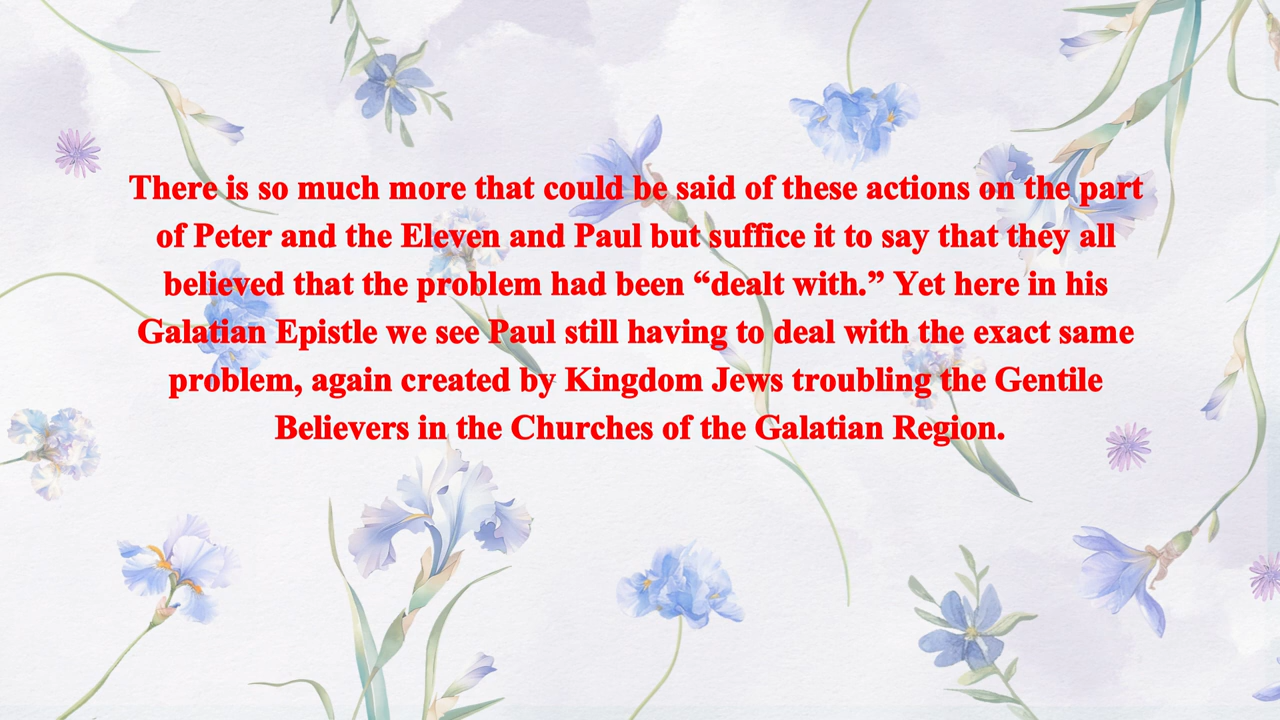 There is so much more that could be said of these actions on the part
of Peter and the Eleven and Paul but suffice it to say that they all
believed that the problem had been “dealt with.” Yet here in his
Galatian Epistle we see Paul still having to deal with the exact same
problem, again created by Kingdom Jews troubling the Gentile
Believers in the Churches of the Galatian Region.